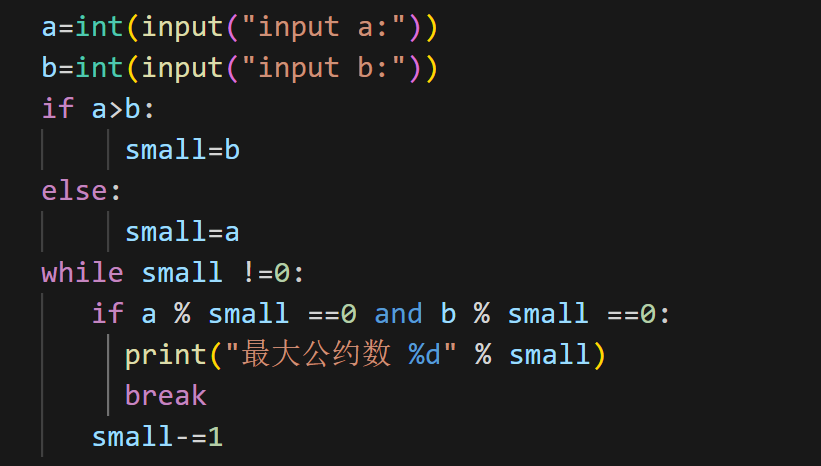 a=int(input("input a:"))
b=int(input("input b:"))
if a>b:
     small=b
else:
     small=a
while small !=0:
   if a % small ==0 and b % small ==0:
     print("最大公约数 %d" % small)
     break
   small-=1